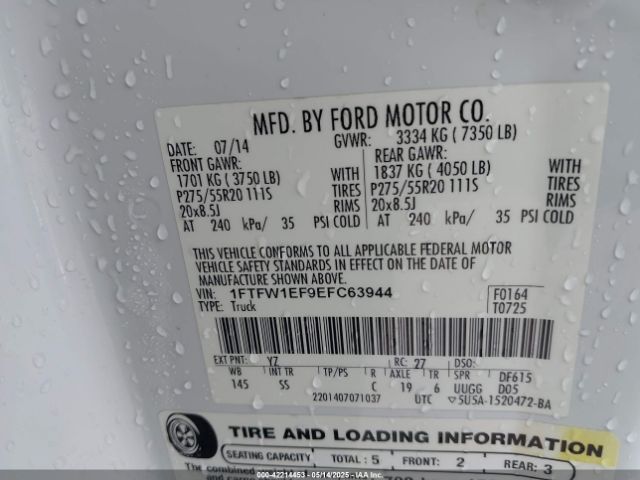 MFD. BY FORD MOTOR CO.
DATE: 07/14 GVWR: 3334 KG ( 7350 LB)
FRONT GAWR: REAR GAWR:
1701 KG ( 3750 LB) WITH 1837 KG ( 4050 LB) WITH
P275/55R20 111S TIRES P275/55R20 111S TIRES
20x8.5J RIMS 20x8.5J RIMS
AT 240 kPa/ 35 PSI COLD AT 240 kPa/ 35 PSI COLD
THIS VEHICLE CONFORMS TO ALL APPLICABLE FEDERAL MOTOR
VEHICLE SAFETY STANDARDS IN EFFECT ON THE DATE OF
MANUFACTURE SHOWN ABOVE.
VIN: 1FTFW1EF9EFC63944 F0164
TYPE: Truck T0725
EXT PNT: YZ RC: 27 DSO:
WB INT TR TP/PS R AXLE TR SPR DF615
145 SS C 19 6 UUGG D05
2201407071037 UTC ▽5U5A-1520472-BA
TIRE AND LOADING INFORMATION
SEATING CAPACITY TOTAL : 5 FRONT: 2 REAR: 3
The combined
42214453 - 05/14/2025 - IAAI.com